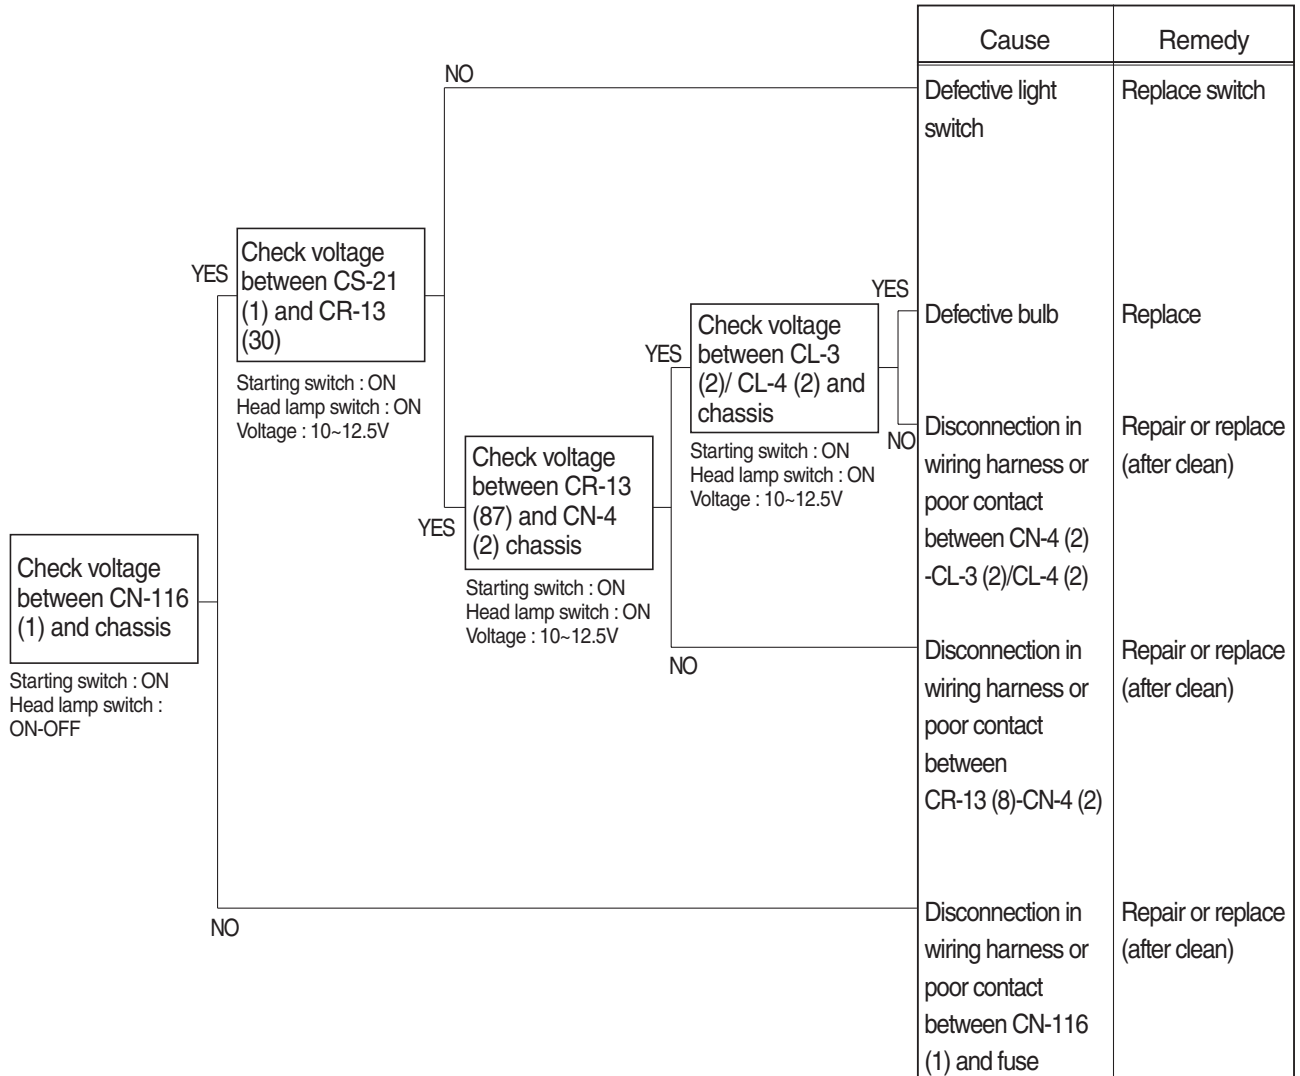 Cause
Remedy
NO
Defective light
switch
Replace switch
YES
Check voltage
between CS-21
(1) and CR-13
(30)
Starting switch : ON
Head lamp switch : ON
Voltage : 10~12.5V
YES
Defective bulb
Replace
YES
Check voltage
between CL-3
(2)/ CL-4 (2) and
chassis
Starting switch : ON
Head lamp switch : ON
Voltage : 10~12.5V
NO
Disconnection in
wiring harness or
poor contact
between CN-4 (2)
-CL-3 (2)/CL-4 (2)
Repair or replace
(after clean)
YES
Check voltage
between CR-13
(87) and CN-4
(2) chassis
Starting switch : ON
Head lamp switch : ON
Voltage : 10~12.5V
Check voltage
between CN-116
(1) and chassis
Starting switch : ON
Head lamp switch :
ON-OFF
NO
Disconnection in
wiring harness or
poor contact
between
CR-13 (8)-CN-4 (2)
Repair or replace
(after clean)
NO
Disconnection in
wiring harness or
poor contact
between CN-116
(1) and fuse
Repair or replace
(after clean)